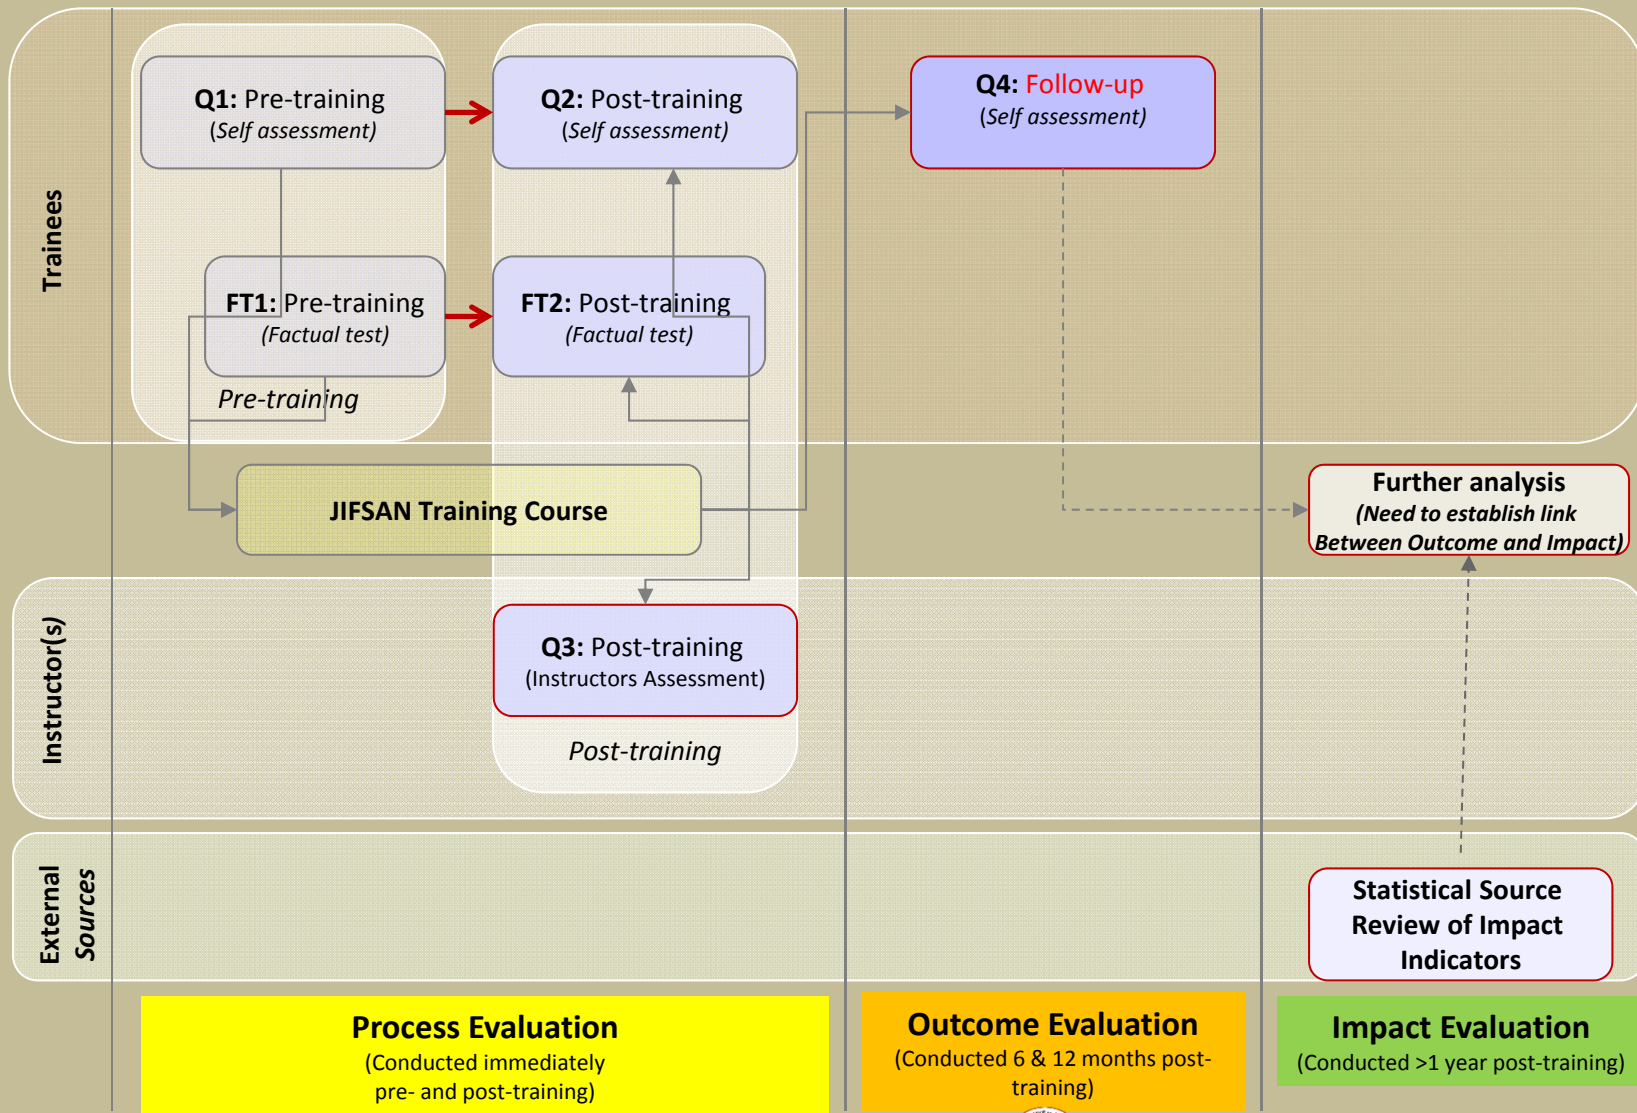 Trainees
Q1: Pre-training
(Self assessment)
Q2: Post-training
(Self assessment)
Q4: Follow-up
(Self assessment)
FT1: Pre-training
(Factual test)
FT2: Post-training
(Factual test)
Pre-training
JIFSAN Training Course
Further analysis
(Need to establish link
Between Outcome and Impact)
Instructor(s)
Q3: Post-training
(Instructors Assessment)
Post-training
External
Sources
Statistical Source
Review of Impact
Indicators
Process Evaluation
(Conducted immediately
pre- and post-training)
Outcome Evaluation
(Conducted 6 & 12 months post-
training)
Impact Evaluation
(Conducted >1 year post-training)